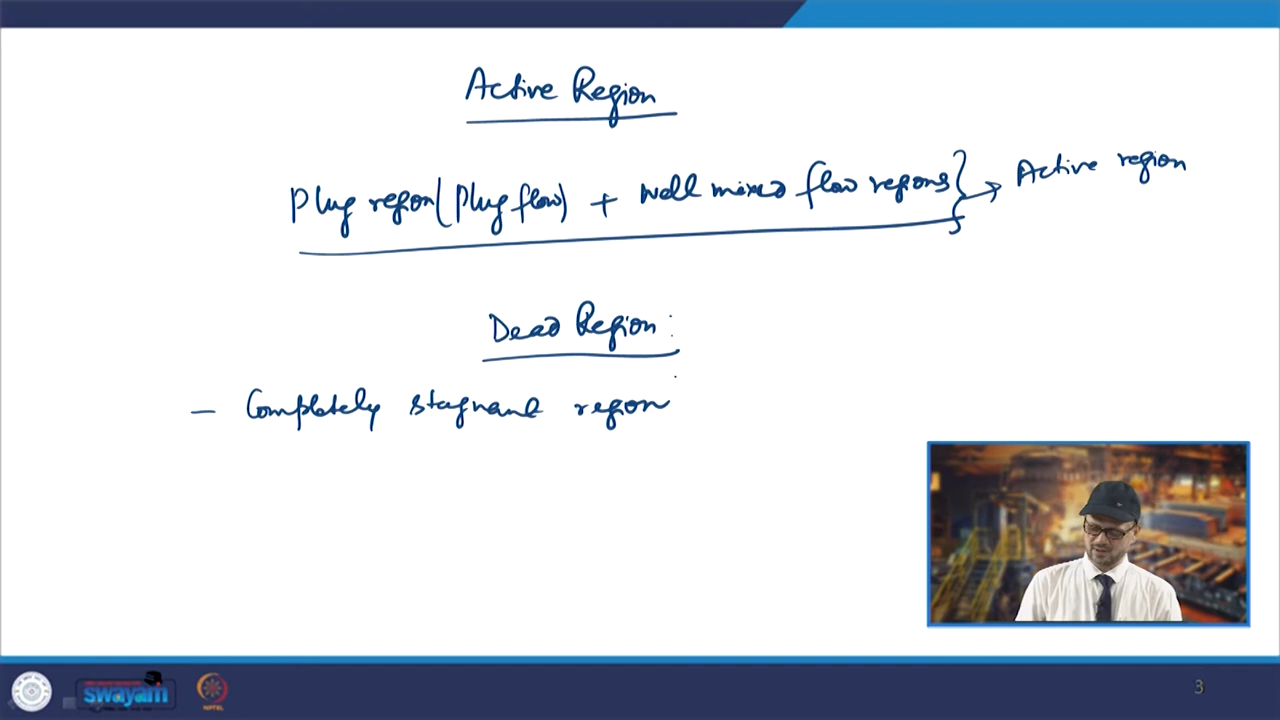 Active Region
Plug region (Plug flow) + Well mixed flow regions} → Active region
Dead Region:
– Completely stagnant region
3
swayam
NPTEL